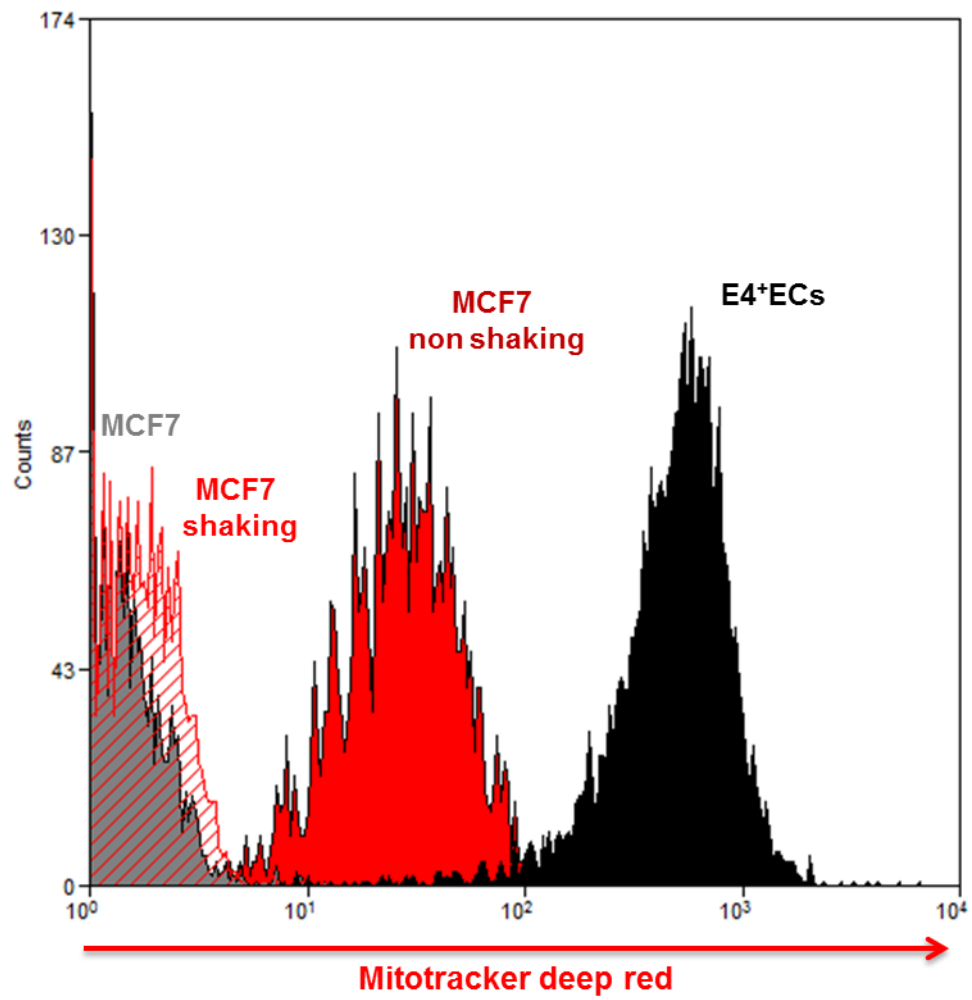 174
130
87
43
0
Counts
MCF7
MCF7
shaking
MCF7
non shaking
E4⁺ECs
10⁰ 10¹ 10² 10³ 10⁴
Mitotracker deep red